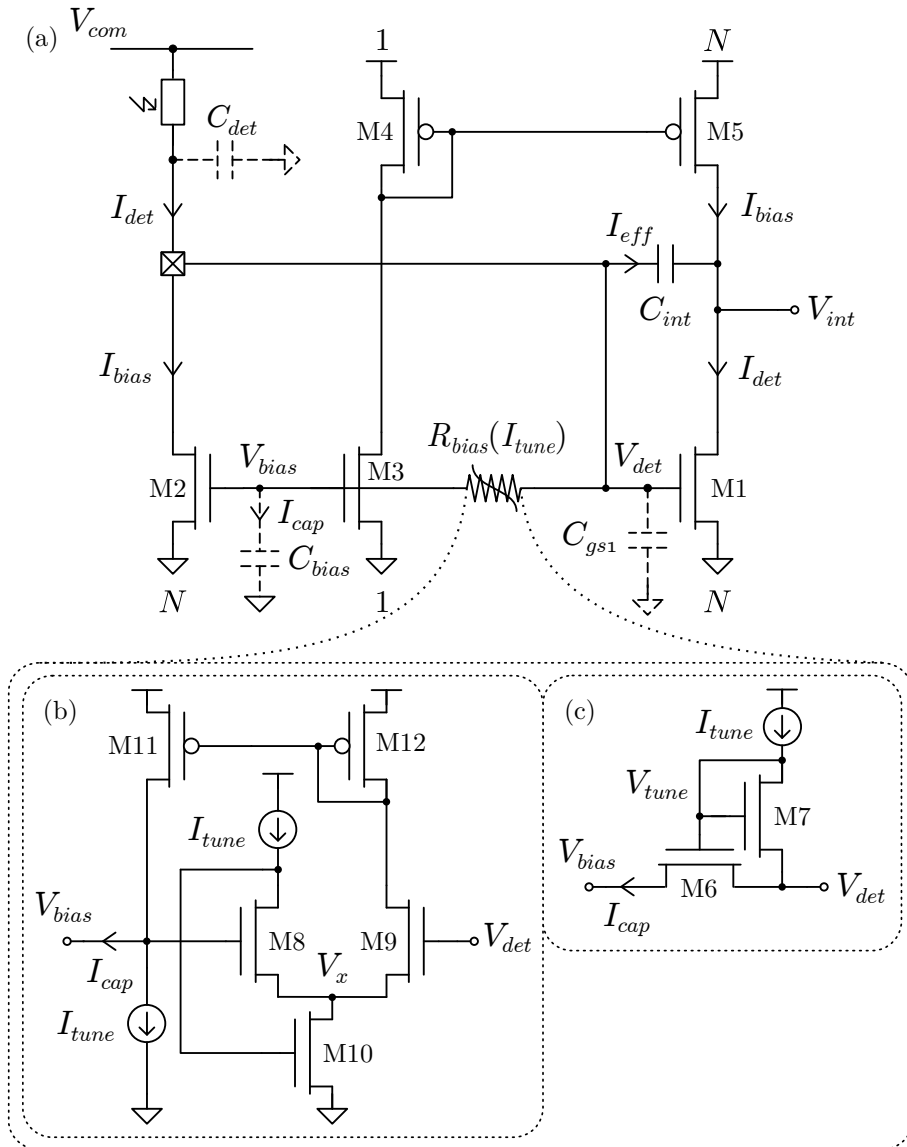 (a)
V_com
1
N
C_det
M4
M5
I_det
I_bias
I_eff
C_int
V_int
I_bias
I_det
R_bias(I_tune)
V_bias
V_det
M2
M3
M1
I_cap
C_bias
C_gs1
N
1
N
(b)
(c)
M11
M12
I_tune
I_tune
V_tune
M7
V_bias
M8
M9
V_det
V_bias
M6
V_det
I_cap
V_x
I_cap
I_tune
M10